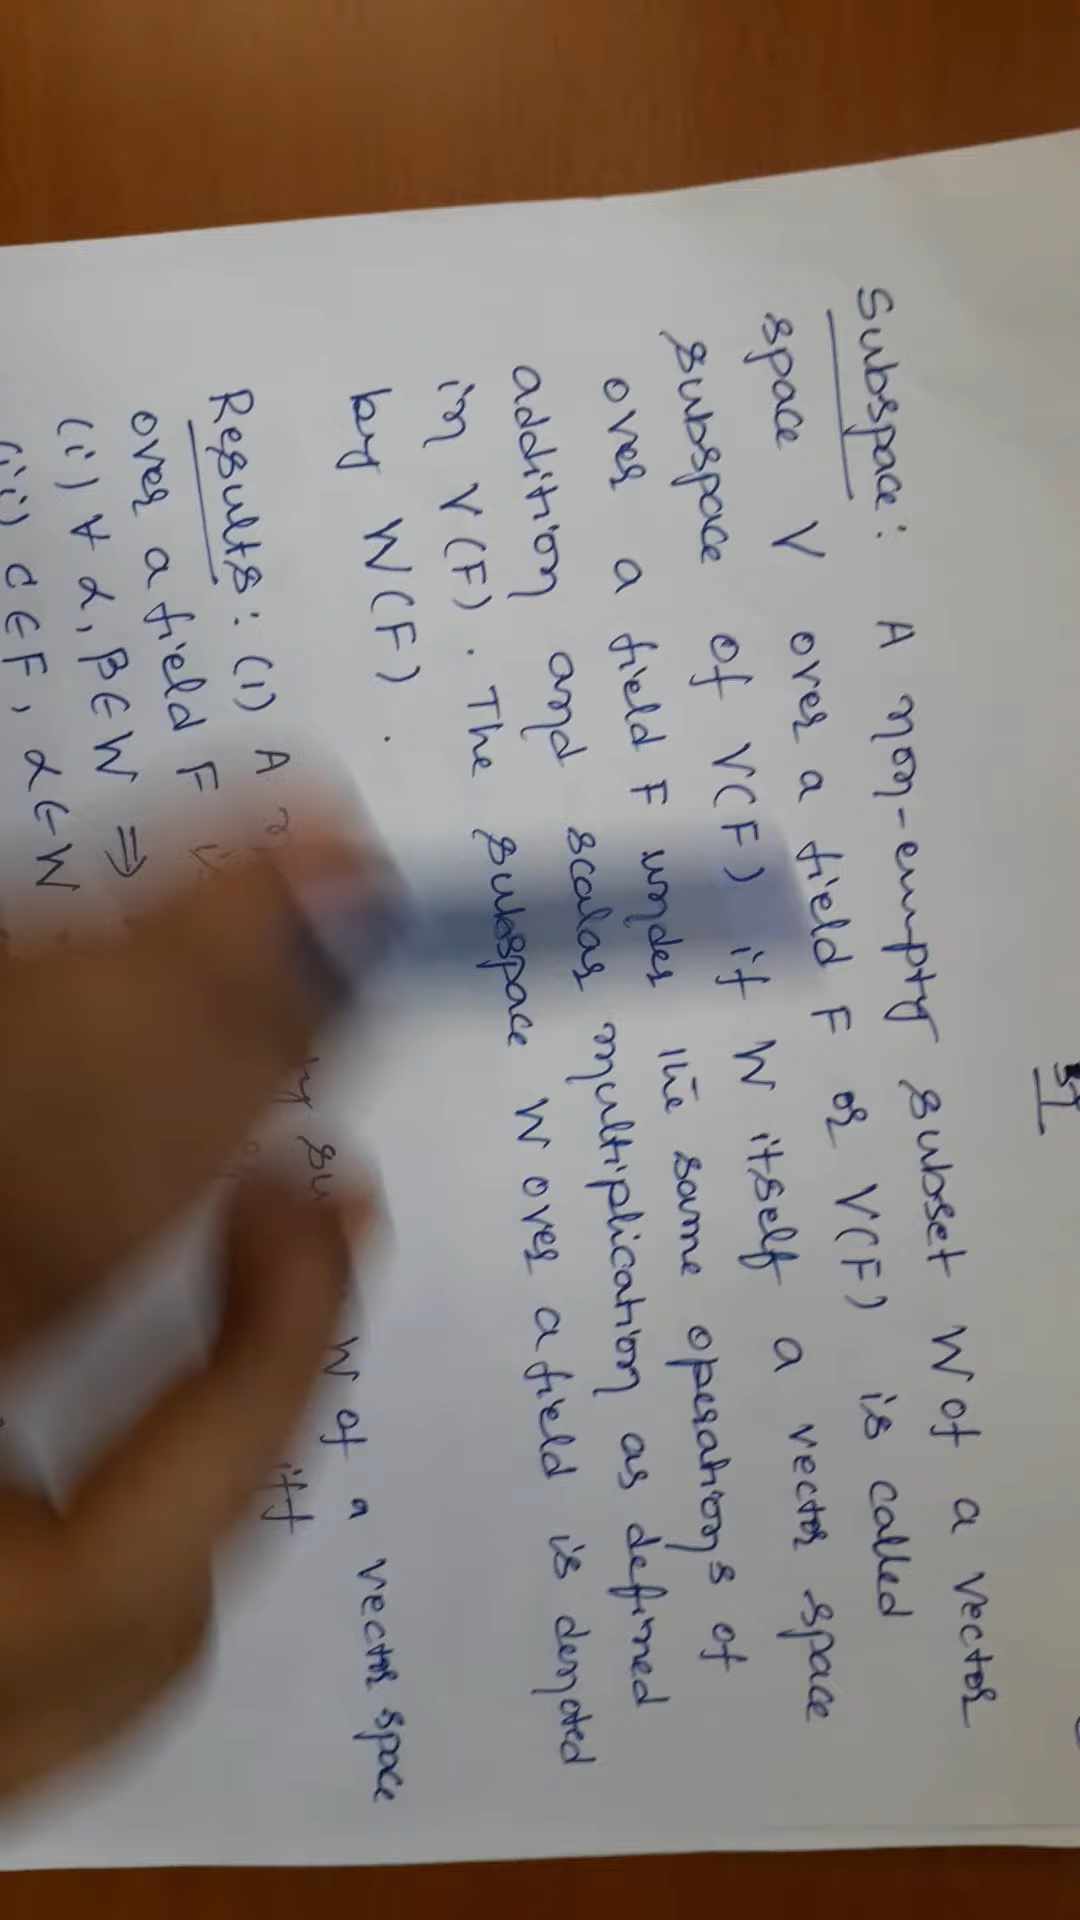 Subspace: A non-empty subset W of a vector
space V over a field F or V(F) is called
subspace of V(F) if W itself a vector space
over a field F under the same operations of
addition and scalar multiplication as defined
in V(F). The subspace W over a field is denoted
by W(F).
Results: (1) A W of a vector space
over a field F iff
(i) ∀ α, β ∈ W ⇒
(ii) c ∈ F, α ∈ W